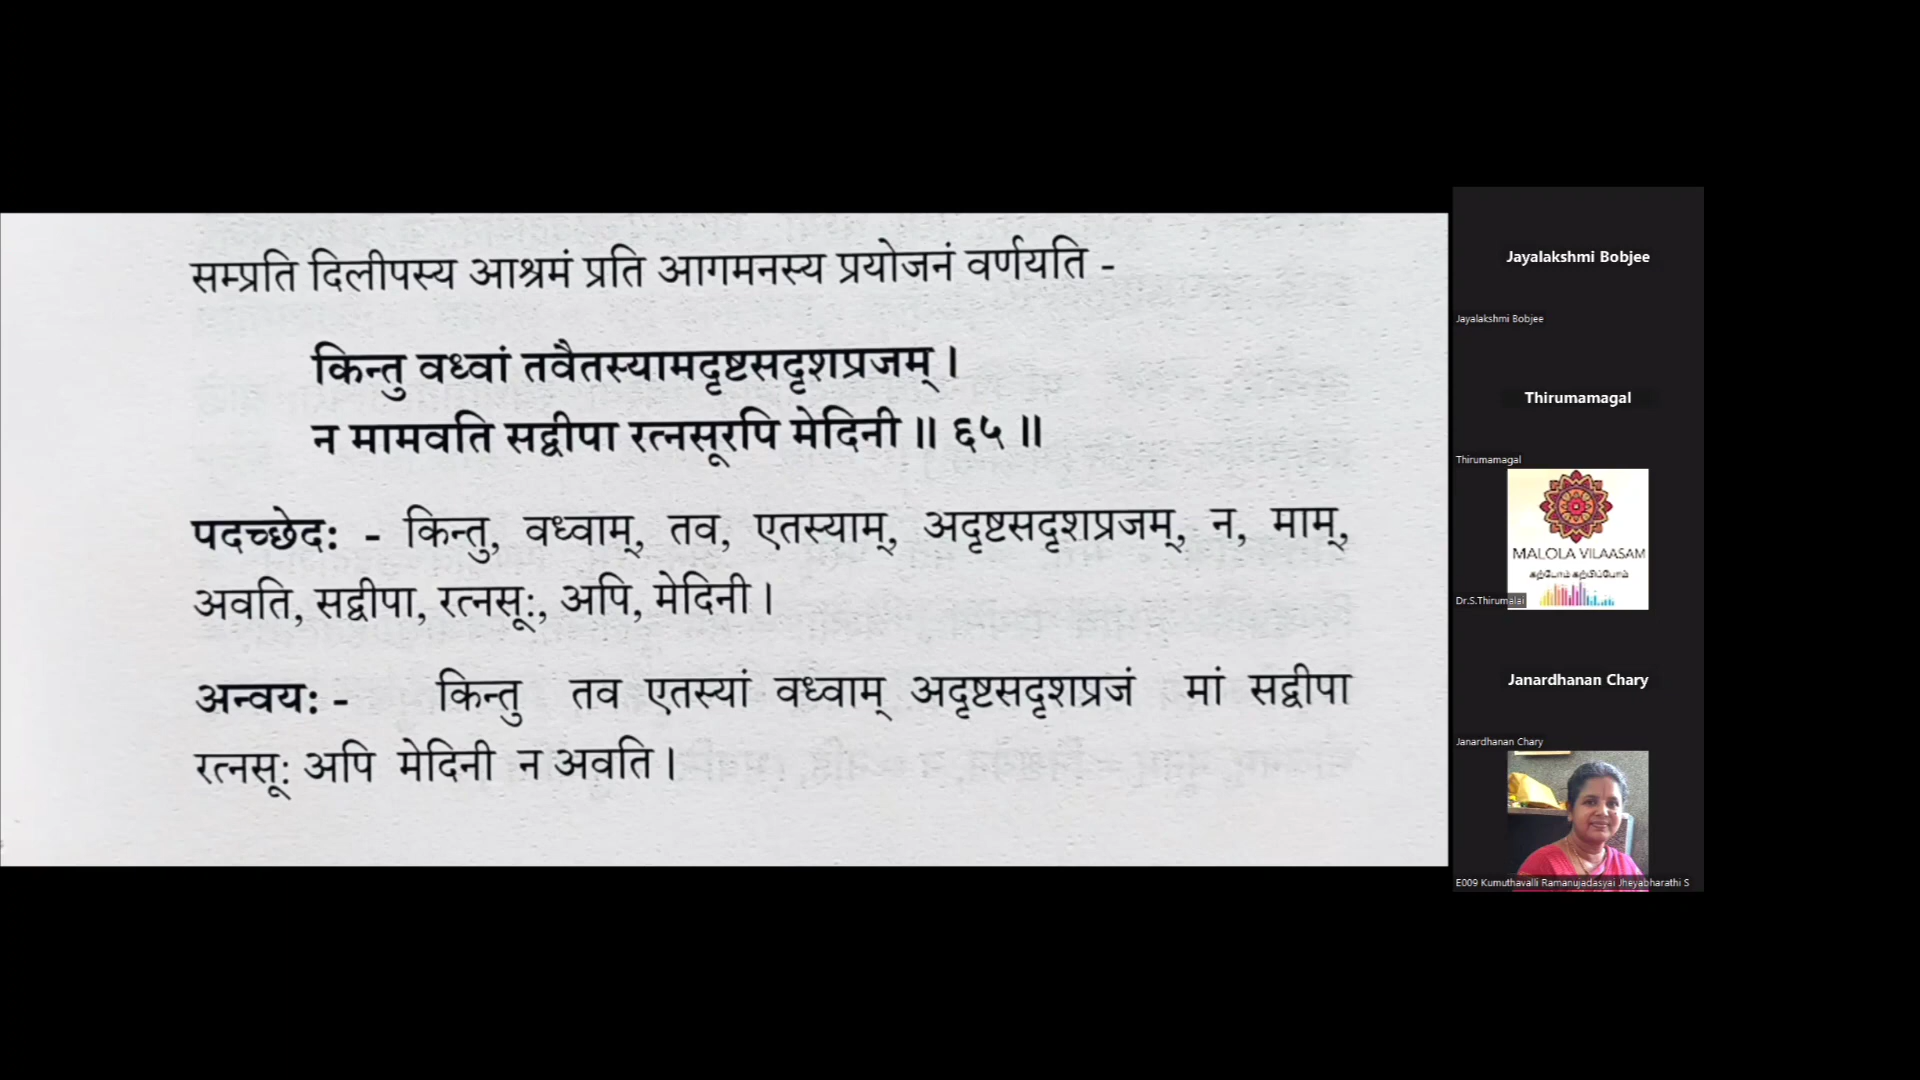 सम्प्रति दिलीपस्य आश्रमं प्रति आगमनस्य प्रयोजनं वर्णयति -
किन्तु वध्वां तवैतस्यामदृष्टसदृशप्रजम् ।
न मामवति सद्वीपा रत्नसूरपि मेदिनी ॥ ६५ ॥
पदच्छेदः - किन्तु, वध्वाम्, तव, एतस्याम्, अदृष्टसदृशप्रजम्, न, माम्,
अवति, सद्वीपा, रत्नसूः, अपि, मेदिनी ।
अन्वयः - किन्तु तव एतस्यां वध्वाम् अदृष्टसदृशप्रजं मां सद्वीपा
रत्नसूः अपि मेदिनी न अवति ।
Jayalakshmi Bobjee
Jayalakshmi Bobjee
Thirumamagal
Thirumamagal
MALOLA VILAASAM
கற்போம் கற்பிப்போம்
Dr.S.Thirumalai
Janardhanan Chary
Janardhanan Chary
E009 Kumuthavalli Ramanujadasyai Jheyabharathi S